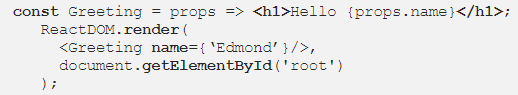 const Greeting = props => <h1>Hello {props.name}</h1>;
ReactDOM.render(
<Greeting name={‘Edmond’}/>,
document.getElementById('root')
);